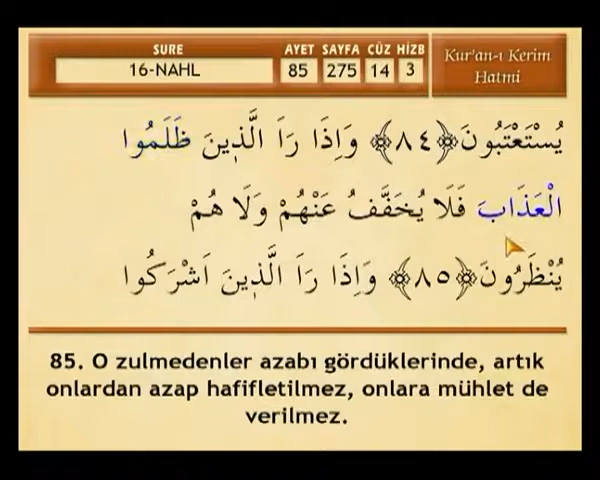 SURE AYET SAYFA CÜZ HİZB
16-NAHL 85 275 14 3
Kur'an-ı Kerim
Hatmi
يُسْتَعْتَبُونَ ﴿٨٤﴾ وَاِذَا رَاَ الَّذ۪ينَ ظَلَمُوا
الْعَذَابَ فَلَا يُخَفَّفُ عَنْهُمْ وَلَا هُمْ
يُنْظَرُونَ ﴿٨٥﴾ وَاِذَا رَاَ الَّذ۪ينَ اَشْرَكُوا
85. O zulmedenler azabı gördüklerinde, artık
onlardan azap hafifletilmez, onlara mühlet de
verilmez.